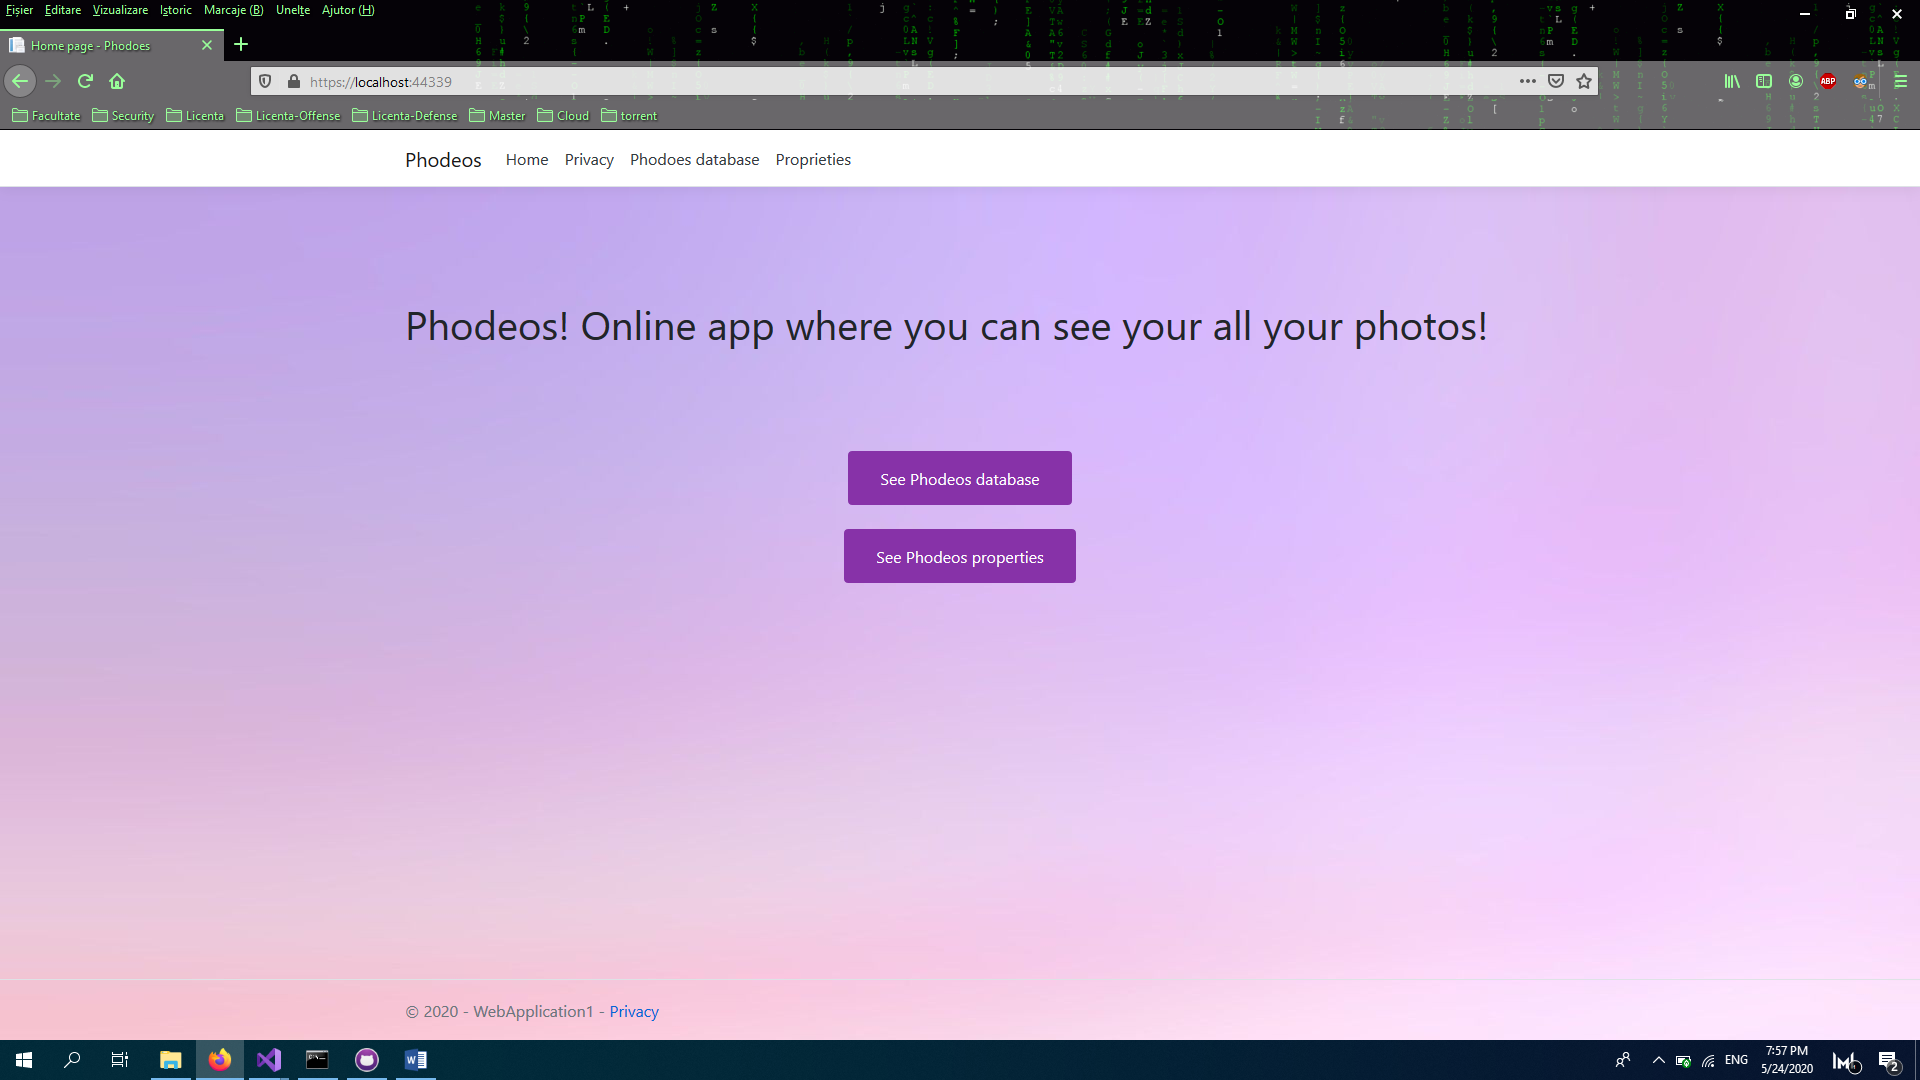 Fișier Editare Vizualizare Istoric Marcaje (B) Unelte Ajutor (H)
Home page - Phodoes
https://localhost:44339
ABP
Facultate Security Licenta Licenta-Offense Licenta-Defense Master Cloud torrent
Phodeos Home Privacy Phodoes database Proprieties
Phodeos! Online app where you can see your all your photos!
See Phodeos database
See Phodeos properties
© 2020 - WebApplication1 - Privacy
ENG
7:57 PM
5/24/2020
2